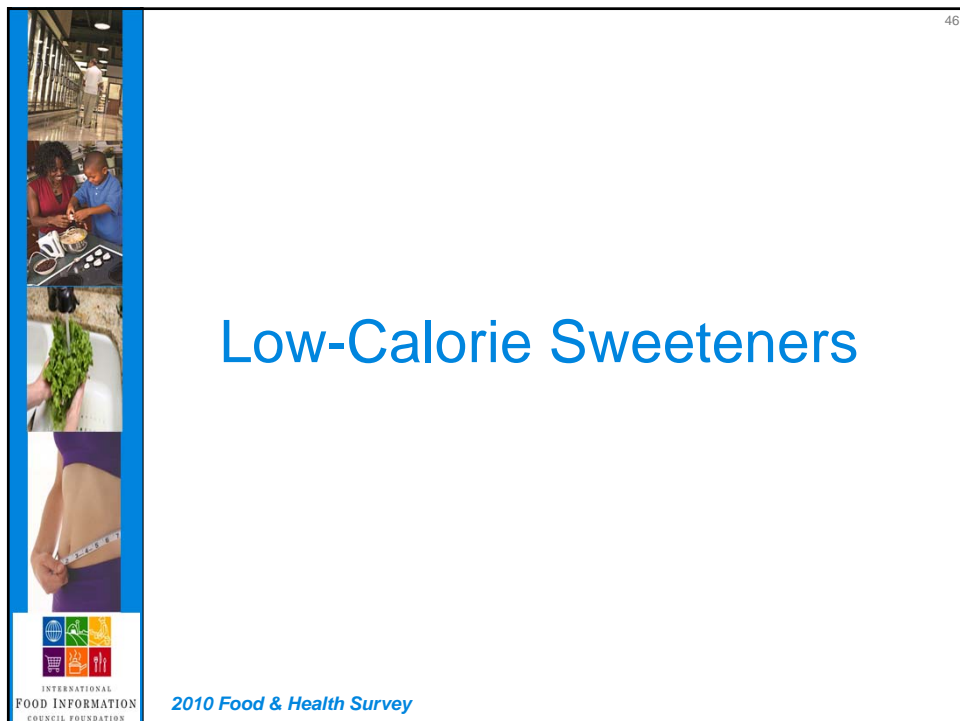 46
Low-Calorie Sweeteners
INTERNATIONAL
FOOD INFORMATION
COUNCIL FOUNDATION
2010 Food & Health Survey